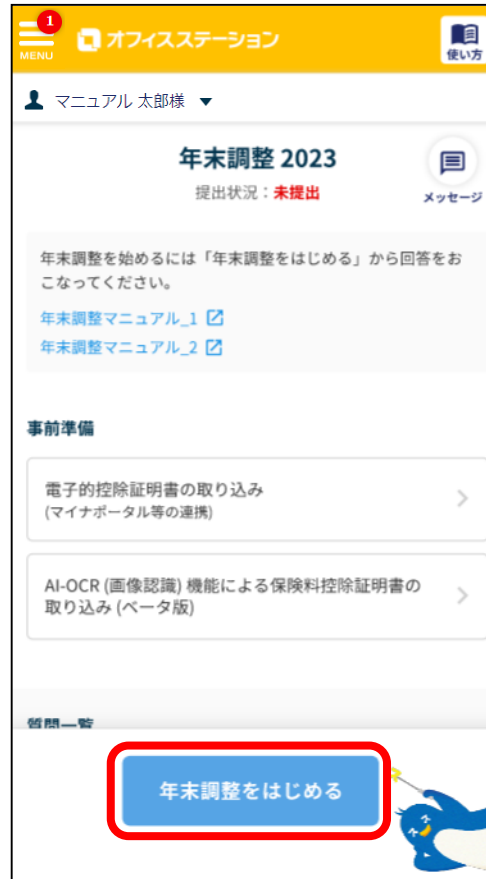 1
MENU
オフィスステーション
使い方
マニュアル 太郎様 ▼
年末調整 2023
提出状況：未提出
メッセージ
年末調整を始めるには「年末調整をはじめる」から回答をお
こなってください。
年末調整マニュアル_1
年末調整マニュアル_2
事前準備
電子的控除証明書の取り込み
(マイナポータル等の連携)
AI-OCR (画像認識) 機能による保険料控除証明書の
取り込み (ベータ版)
質問一覧
年末調整をはじめる